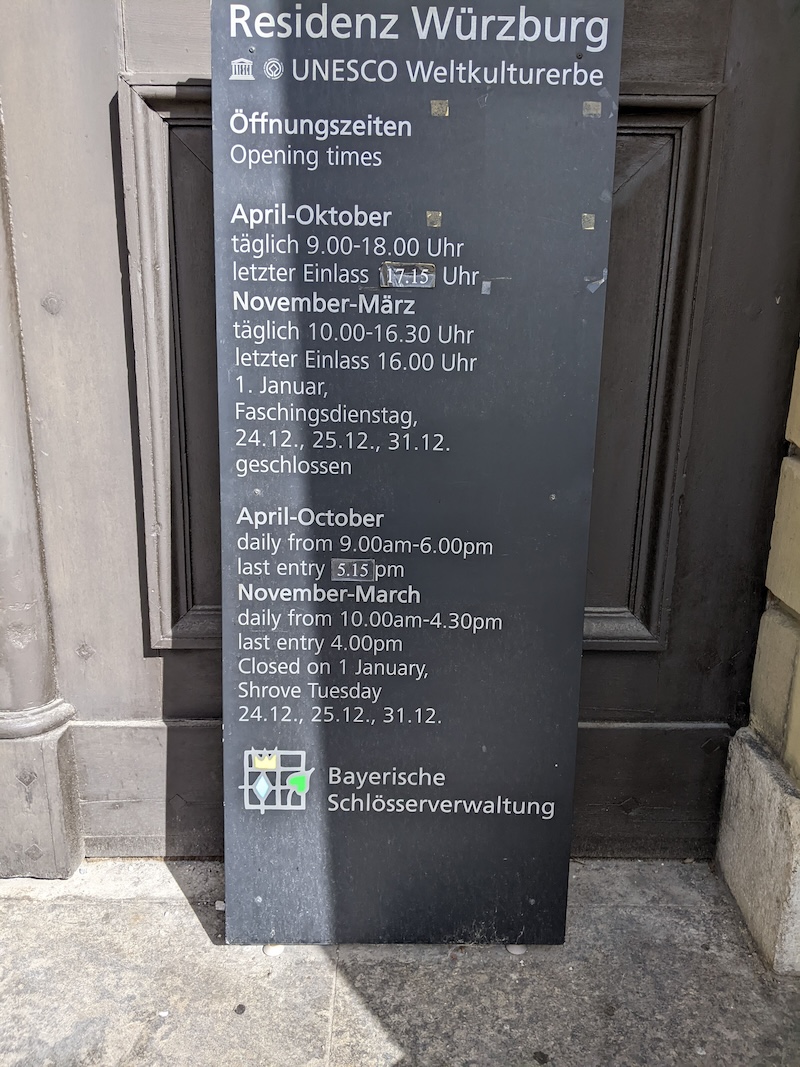 Residenz Würzburg
UNESCO Weltkulturerbe
Öffnungszeiten
Opening times
April-Oktober
täglich 9.00-18.00 Uhr
letzter Einlass 17.15 Uhr
November-März
täglich 10.00-16.30 Uhr
letzter Einlass 16.00 Uhr
1. Januar,
Faschingsdienstag,
24.12., 25.12., 31.12.
geschlossen
April-October
daily from 9.00am-6.00pm
last entry 5.15 pm
November-March
daily from 10.00am-4.30pm
last entry 4.00pm
Closed on 1 January,
Shrove Tuesday
24.12., 25.12., 31.12.
Bayerische
Schlösserverwaltung